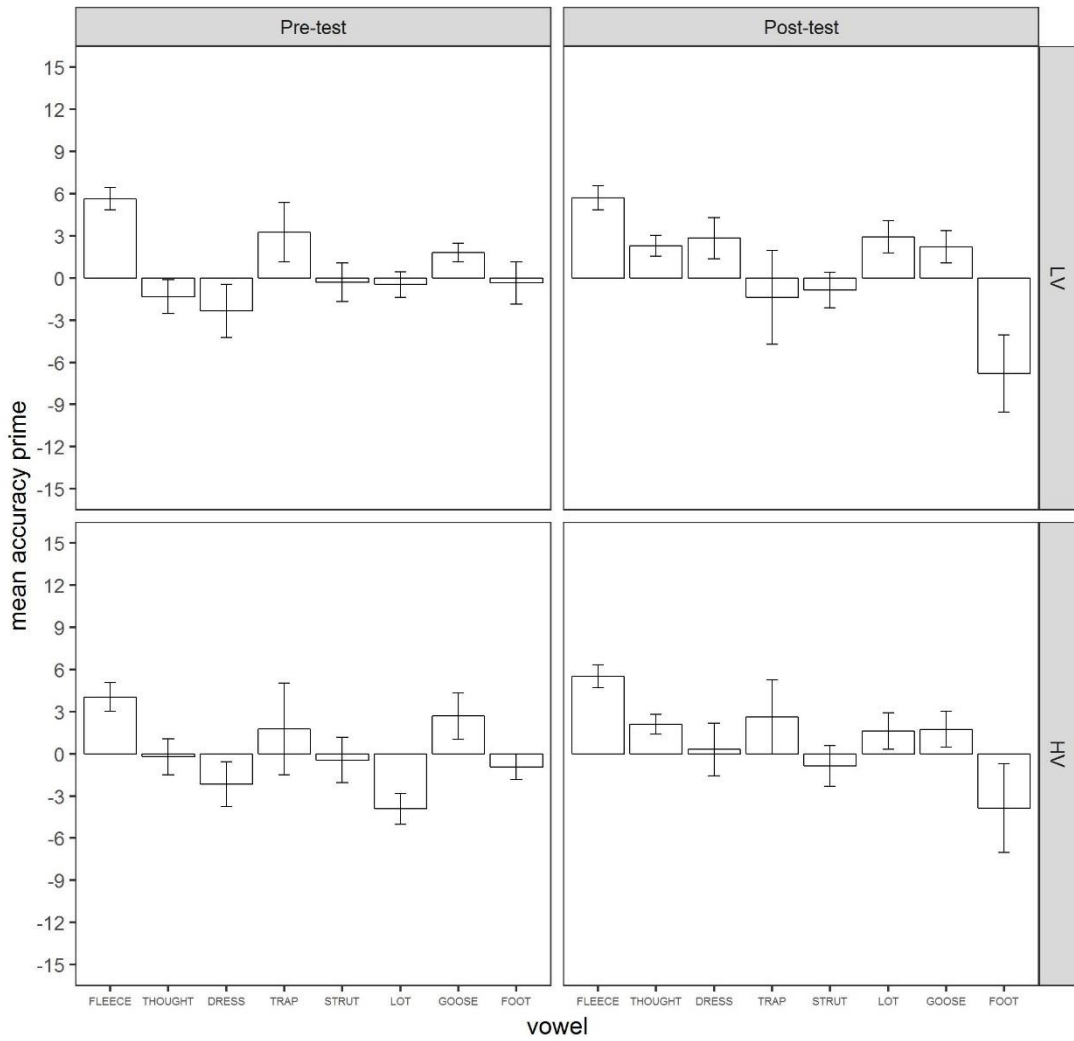 Pre-test
Post-test
15
12
9
6
3
0
-3
-6
-9
-12
-15
LV
15
12
9
6
3
0
-3
-6
-9
-12
-15
HV
mean accuracy prime
FLEECE THOUGHT DRESS TRAP STRUT LOT GOOSE FOOT
FLEECE THOUGHT DRESS TRAP STRUT LOT GOOSE FOOT
vowel